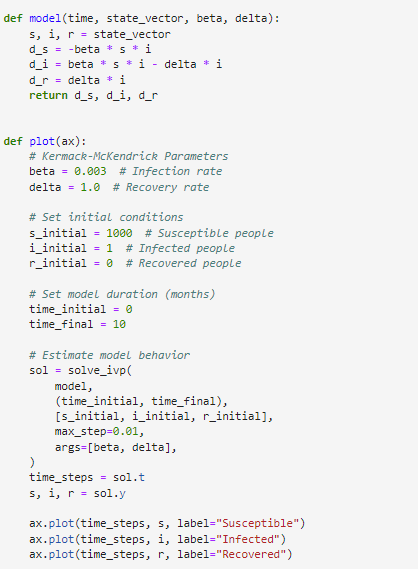 def model(time, state_vector, beta, delta):
    s, i, r = state_vector
    d_s = -beta * s * i
    d_i = beta * s * i - delta * i
    d_r = delta * i
    return d_s, d_i, d_r


def plot(ax):
    # Kermack-McKendrick Parameters
    beta = 0.003  # Infection rate
    delta = 1.0  # Recovery rate

    # Set initial conditions
    s_initial = 1000  # Susceptible people
    i_initial = 1  # Infected people
    r_initial = 0  # Recovered people

    # Set model duration (months)
    time_initial = 0
    time_final = 10

    # Estimate model behavior
    sol = solve_ivp(
        model,
        (time_initial, time_final),
        [s_initial, i_initial, r_initial],
        max_step=0.01,
        args=[beta, delta],
    )
    time_steps = sol.t
    s, i, r = sol.y

    ax.plot(time_steps, s, label="Susceptible")
    ax.plot(time_steps, i, label="Infected")
    ax.plot(time_steps, r, label="Recovered")